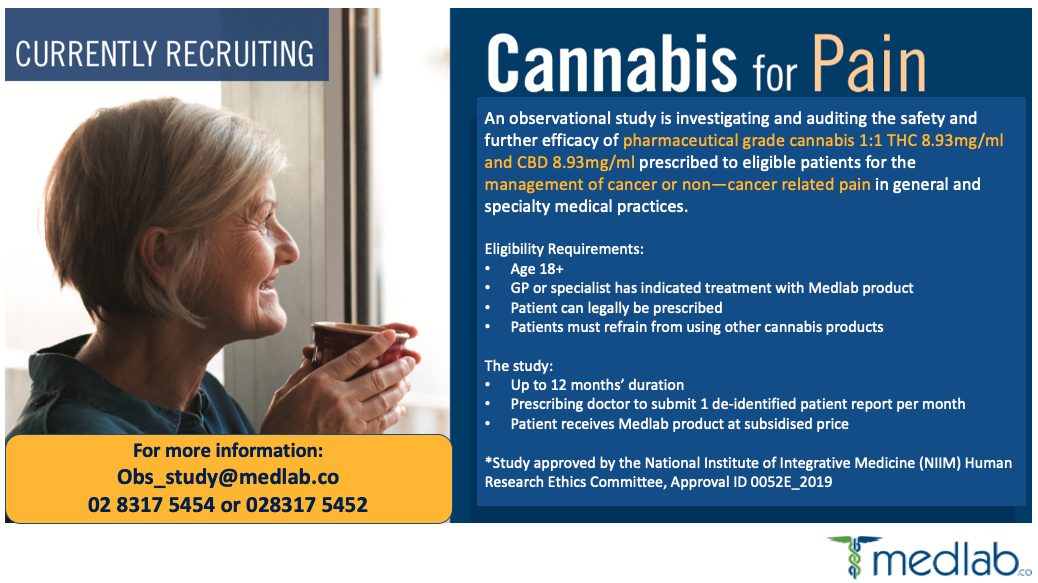 CURRENTLY RECRUITING
Cannabis for Pain
An observational study is investigating and auditing the safety and
further efficacy of pharmaceutical grade cannabis 1:1 THC 8.93mg/ml
and CBD 8.93mg/ml prescribed to eligible patients for the
management of cancer or non—cancer related pain in general and
specialty medical practices.
Eligibility Requirements:
• Age 18+
• GP or specialist has indicated treatment with Medlab product
• Patient can legally be prescribed
• Patients must refrain from using other cannabis products
The study:
• Up to 12 months’ duration
• Prescribing doctor to submit 1 de-identified patient report per month
• Patient receives Medlab product at subsidised price
*Study approved by the National Institute of Integrative Medicine (NIIM) Human
Research Ethics Committee, Approval ID 0052E_2019
For more information:
Obs_study@medlab.co
02 8317 5454 or 028317 5452
medlab.co